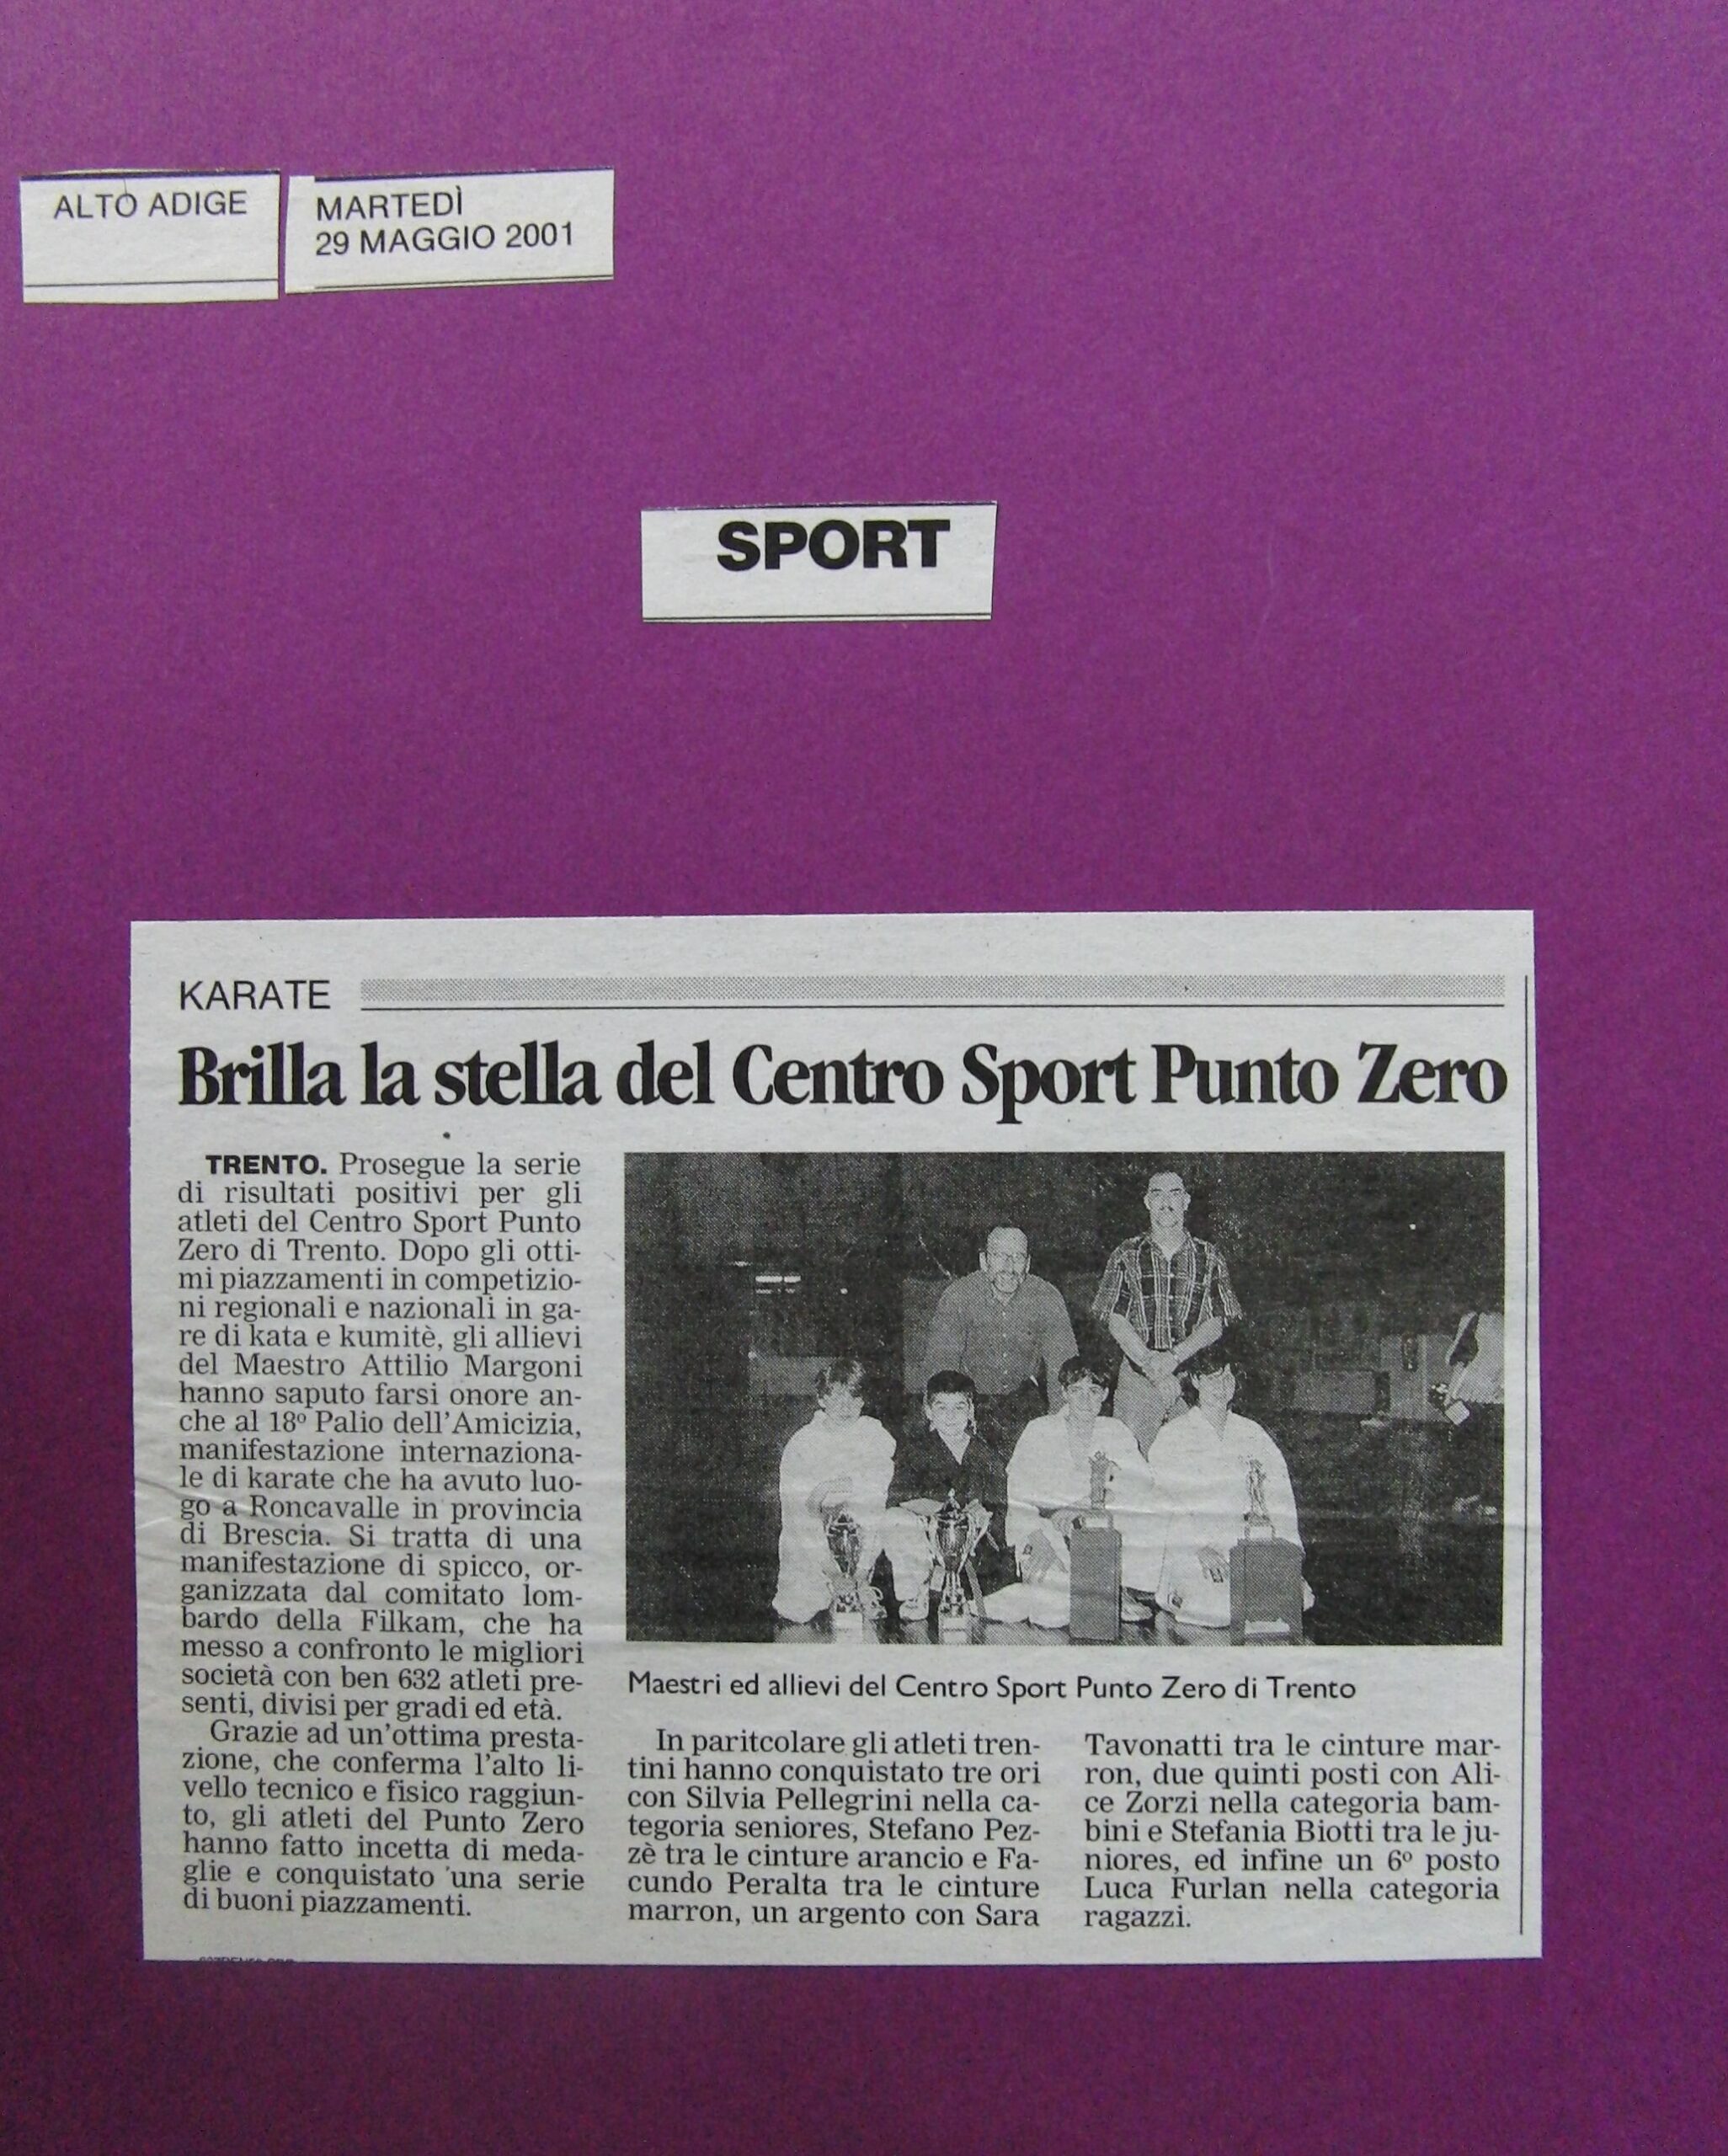 ALTO ADIGE
MARTEDÌ
29 MAGGIO 2001
SPORT
KARATE
Brilla la stella del Centro Sport Punto Zero
TRENTO. Prosegue la serie
di risultati positivi per gli
atleti del Centro Sport Punto
Zero di Trento. Dopo gli otti-
mi piazzamenti in competizio-
ni regionali e nazionali in ga-
re di kata e kumitè, gli allievi
del Maestro Attilio Margoni
hanno saputo farsi onore an-
che al 18º Palio dell'Amicizia,
manifestazione internaziona-
le di karate che ha avuto luo-
go a Roncavalle in provincia
di Brescia. Si tratta di una
manifestazione di spicco, or-
ganizzata dal comitato lom-
bardo della Filkam, che ha
messo a confronto le migliori
società con ben 632 atleti pre-
senti, divisi per gradi ed età.
Grazie ad un'ottima presta-
zione, che conferma l'alto li-
vello tecnico e fisico raggiun-
to, gli atleti del Punto Zero
hanno fatto incetta di meda-
glie e conquistato una serie
di buoni piazzamenti.
Maestri ed allievi del Centro Sport Punto Zero di Trento
In paritcolare gli atleti tren-
tini hanno conquistato tre ori
con Silvia Pellegrini nella ca-
tegoria seniores, Stefano Pez-
zè tra le cinture arancio e Fa-
cundo Peralta tra le cinture
marron, un argento con Sara
Tavonatti tra le cinture mar-
ron, due quinti posti con Ali-
ce Zorzi nella categoria bam-
bini e Stefania Biotti tra le ju-
niores, ed infine un 6º posto
Luca Furlan nella categoria
ragazzi.